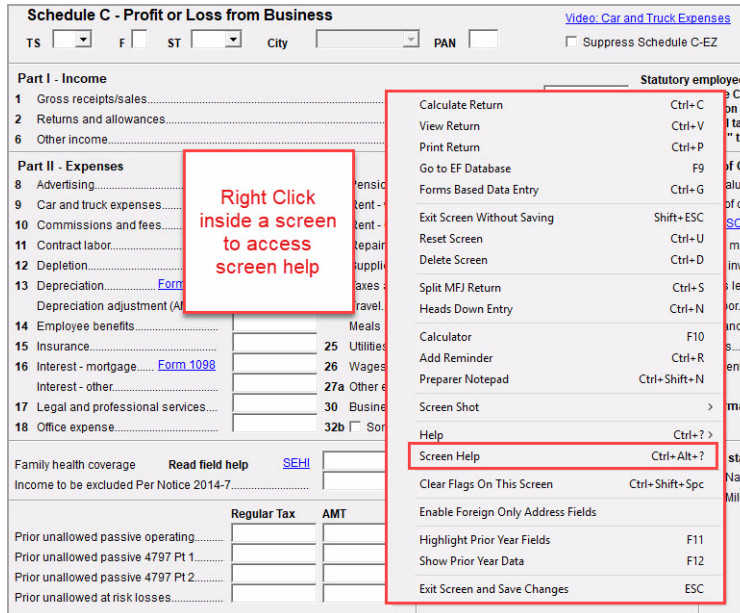 Schedule C - Profit or Loss from Business
Video: Car and Truck Expenses
TS F ST City PAN Suppress Schedule C-EZ
Part I - Income
Statutory employee
1 Gross receipts/sales
2 Returns and allowances
6 Other income
Part II - Expenses
8 Advertising
9 Car and truck expenses
10 Commissions and fees
11 Contract labor
12 Depletion
13 Depreciation Form
Depreciation adjustment
14 Employee benefits
15 Insurance
16 Interest - mortgage Form 1098
Interest - other
17 Legal and professional services
18 Office expense
Meals
25 Utilities
26 Wages
27a Other
30
32b
Right Click
inside a screen
to access
screen help
Calculate Return Ctrl+C
View Return Ctrl+V
Print Return Ctrl+P
Go to EF Database F9
Forms Based Data Entry Ctrl+G
Exit Screen Without Saving Shift+ESC
Reset Screen Ctrl+U
Delete Screen Ctrl+D
Split MFJ Return Ctrl+S
Heads Down Entry Ctrl+N
Calculator F10
Add Reminder Ctrl+R
Preparer Notepad Ctrl+Shift+N
Screen Shot >
Help Ctrl+? >
Screen Help Ctrl+Alt+?
Clear Flags On This Screen Ctrl+Shift+Spc
Enable Foreign Only Address Fields
Highlight Prior Year Fields F11
Show Prior Year Data F12
Exit Screen and Save Changes ESC
Family health coverage Read field help SEHI
Income to be excluded Per Notice 2014-7
Regular Tax AMT
Prior unallowed passive operating
Prior unallowed passive 4797 Pt 1
Prior unallowed passive 4797 Pt 2
Prior unallowed at risk losses